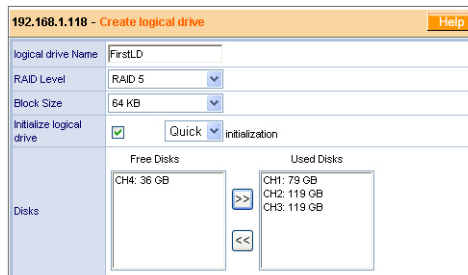 192.168.1.118 - Create logical drive Help
logical drive Name FirstLD
RAID Level RAID 5
Block Size 64 KB
Initialize logical drive Quick initialization
Free Disks Used Disks
Disks
CH4: 36 GB
>>
<<
CH1: 79 GB
CH2: 119 GB
CH3: 119 GB